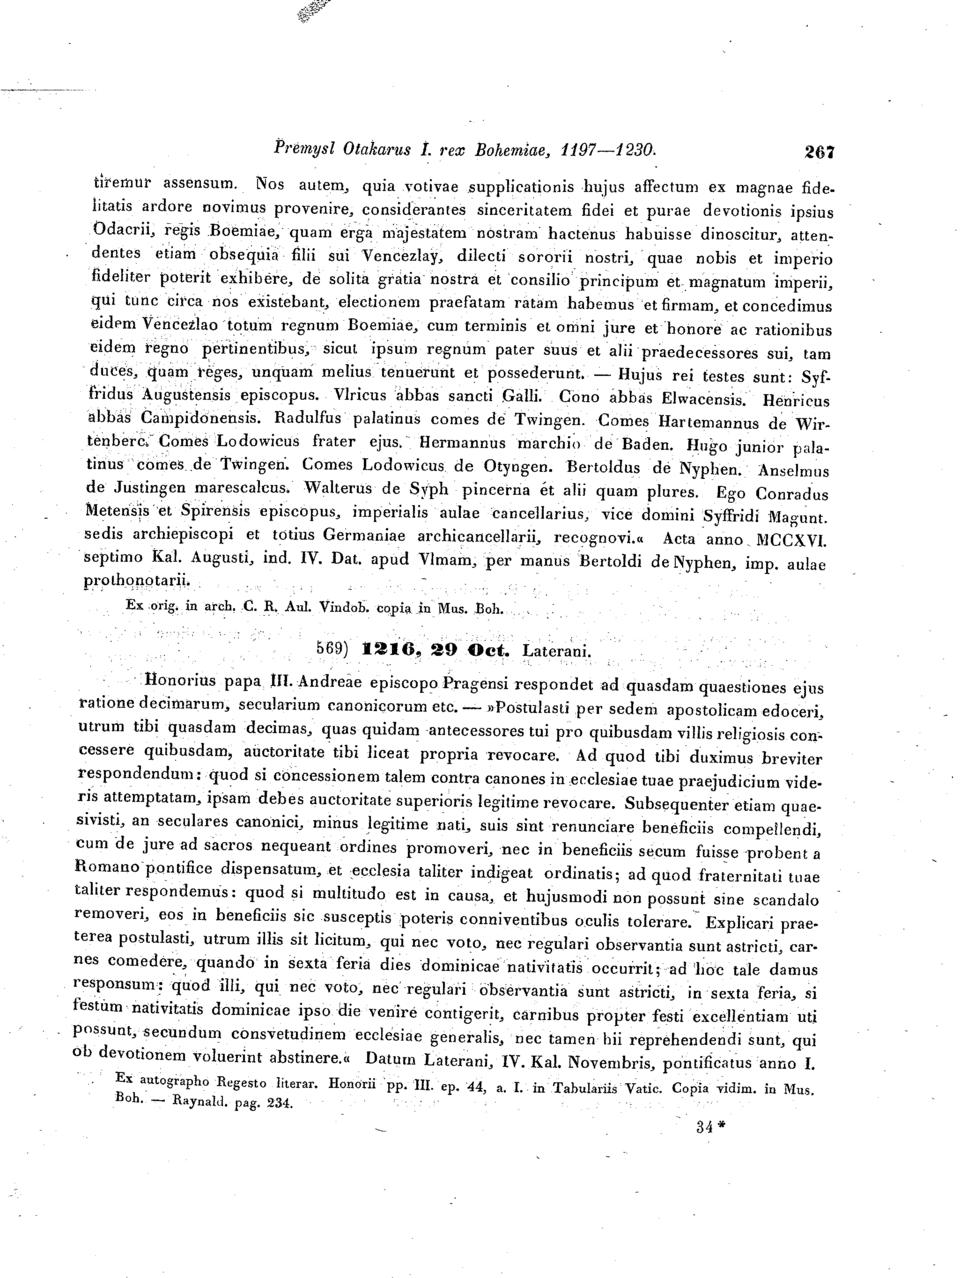 Přemysl Otakarus I. rex Bohemiae, 1197—1230. 267
tiremur assensum. Nos autem, quia votivae supplicationis hujus affectum ex magnae fide-
litatis ardore novimus provenire, considerantes sinceritatem fidei et purae devotionis ipsius
Odacrii, regis Boemiae, quam erga majestatem nostram hactenus habuisse dinoscitur, atten-
dentes etiam obsequia filii sui Vencezlay, dilecti sororii nostri, quae nobis et imperio
fideliter poterit exhibere, de solita gratia nostra et consilio principum et magnatum imperii,
qui tunc circa nos existebant, electionem praefatam ratam habemus et firmam, et concedimus
eidem Vencezlao totum regnum Boemiae, cum terminis et omni jure et honore ac rationibus
eidem regno pertinentibus, sicut ipsum regnum pater suus et alii praedecessores sui, tam
duces, quam reges, unquam melius tenuerunt et possederunt. — Hujus rei testes sunt: Syf-
fridus Augustensis episcopus. Vlricus abbas sancti Galli. Cono abbas Elwacensis. Henricus
abbas Campidonensis. Radulfus palatinus comes de Twingen. Comes Hartemannus de Wir-
tenberc. Comes Lodowicus frater ejus. Hermannus marchio de Baden. Hugo junior pala-
tinus comes de Twingen. Comes Lodowicus de Otyngen. Bertoldus de Nyphen. Anselmus
de Justingen marescalcus. Walterus de Syph pincerna et alii quam plures. Ego Conradus
Metensis et Spirensis episcopus, imperialis aulae cancellarius, vice domini Syffridi Magunt.
sedis archiepiscopi et totius Germaniae archicancellarii, recognovi.« Acta anno MCCXVI.
septimo Kal. Augusti, ind. IV. Dat. apud Vlmam, per manus Bertoldi de Nyphen, imp. aulae
prothonotarii.
Ex orig. in arch. C. R. Aul. Vindob. copia in Mus. Boh.
569) 1216, 29 Oct. Laterani.
Honorius papa III. Andreae episcopo Pragensi respondet ad quasdam quaestiones ejus
ratione decimarum, secularium canonicorum etc. — »Postulasti per sedem apostolicam edoceri,
utrum tibi quasdam decimas, quas quidam antecessores tui pro quibusdam villis religiosis con-
cessere quibusdam, auctoritate tibi liceat propria revocare. Ad quod tibi duximus breviter
respondendum: quod si concessionem talem contra canones in ecclesiae tuae praejudicium vide-
ris attemptatam, ipsam debes auctoritate superioris legitime revocare. Subsequenter etiam quae-
sivisti, an seculares canonici, minus legitime nati, suis sint renunciare beneficiis compellendi,
cum de jure ad sacros nequeant ordines promoveri, nec in beneficiis secum fuisse probent a
Romano pontifice dispensatum, et ecclesia taliter indigeat ordinatis; ad quod fraternitati tuae
taliter respondemus: quod si multitudo est in causa, et hujusmodi non possunt sine scandalo
removeri, eos in beneficiis sic susceptis poteris conniventibus oculis tolerare. Explicari prae-
terea postulasti, utrum illis sit licitum, qui nec voto, nec regulari observantia sunt astricti, car-
nes comedere, quando in sexta feria dies dominicae nativitatis occurrit; ad hoc tale damus
responsum: quod illi, qui nec voto, nec regulari observantia sunt astricti, in sexta feria, si
festum nativitatis dominicae ipso die venire contigerit, carnibus propter festi excellentiam uti
possunt, secundum consvetudinem ecclesiae generalis, nec tamen hii reprehendendi sunt, qui
ob devotionem voluerint abstinere.« Datum Laterani, IV. Kal. Novembris, pontificatus anno I.
Ex autographo Regesto literar. Honorii pp. III. ep. 44, a. I. in Tabulariis Vatic. Copia vidim. in Mus.
Boh. — Raynald. pag. 234.
34*